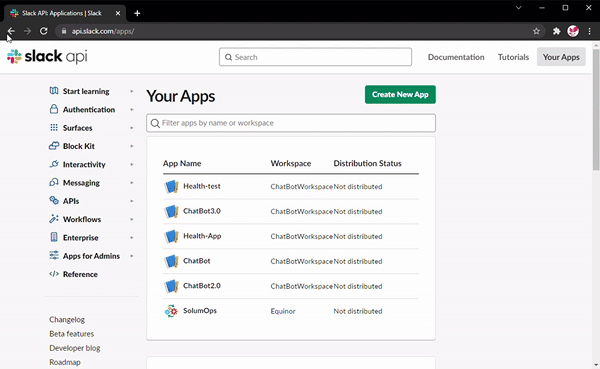 Slack API: Applications | Slack
api.slack.com/apps/
slack api
Search
Documentation
Tutorials
Your Apps
Start learning
Authentication
Surfaces
Block Kit
Interactivity
Messaging
APIs
Workflows
Enterprise
Apps for Admins
Reference
Changelog
Beta features
Developer blog
Roadmap
Your Apps
Create New App
Filter apps by name or workspace
App Name Workspace Distribution Status
Health-test ChatBotWorkspace Not distributed
ChatBot3.0 ChatBotWorkspace Not distributed
Health-App ChatBotWorkspace Not distributed
ChatBot ChatBotWorkspace Not distributed
ChatBot2.0 ChatBotWorkspace Not distributed
SolumOps Equinor Not distributed